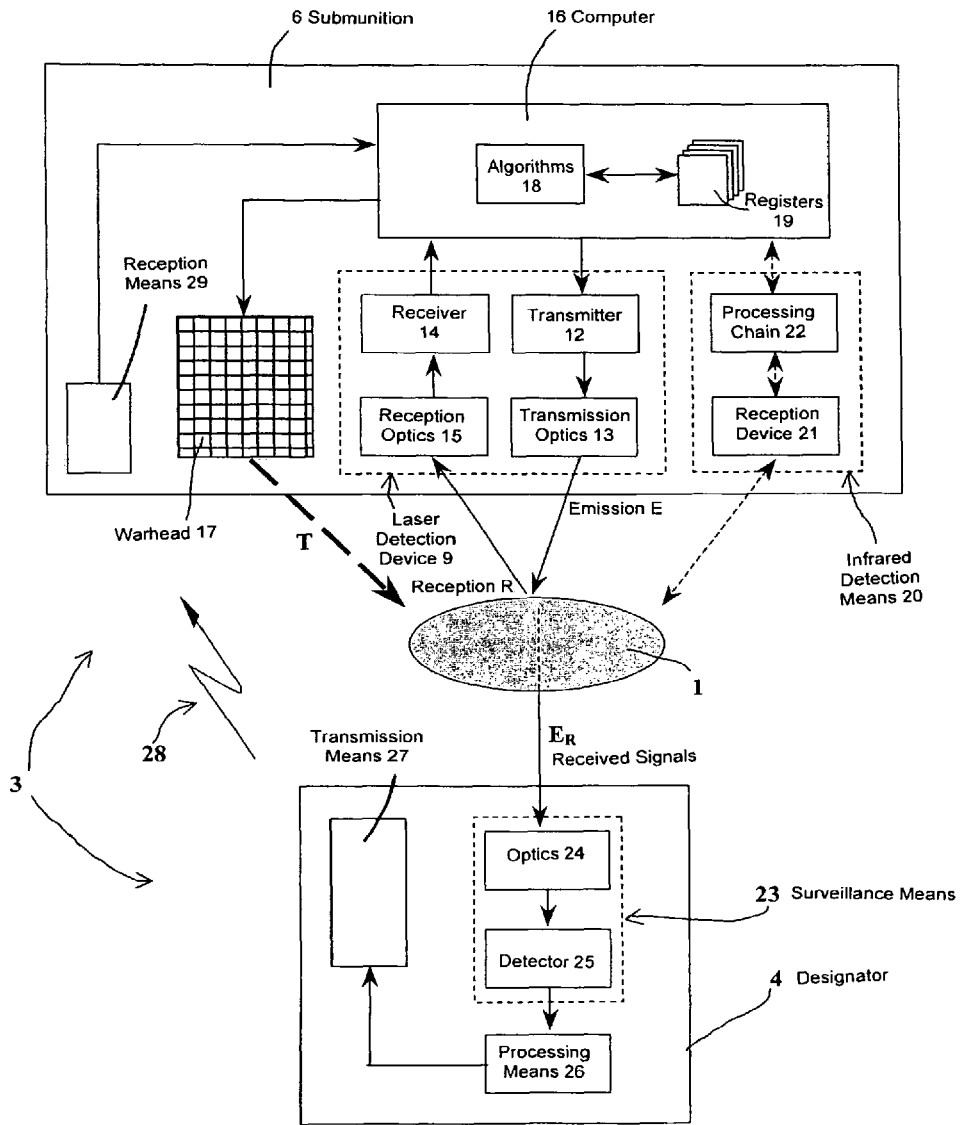 6 Submunition
16 Computer
Algorithms
18
Registers
19
Reception
Means 29
Receiver
14
Transmitter
12
Processing
Chain 22
Reception
Optics 15
Transmission
Optics 13
Reception
Device 21
Warhead 17
T
Laser
Detection
Device 9
Emission E
Infrared
Detection
Means 20
Reception R
1
28
3
Transmission
Means 27
ER
Received Signals
Optics 24
23 Surveillance Means
Detector 25
4 Designator
Processing
Means 26